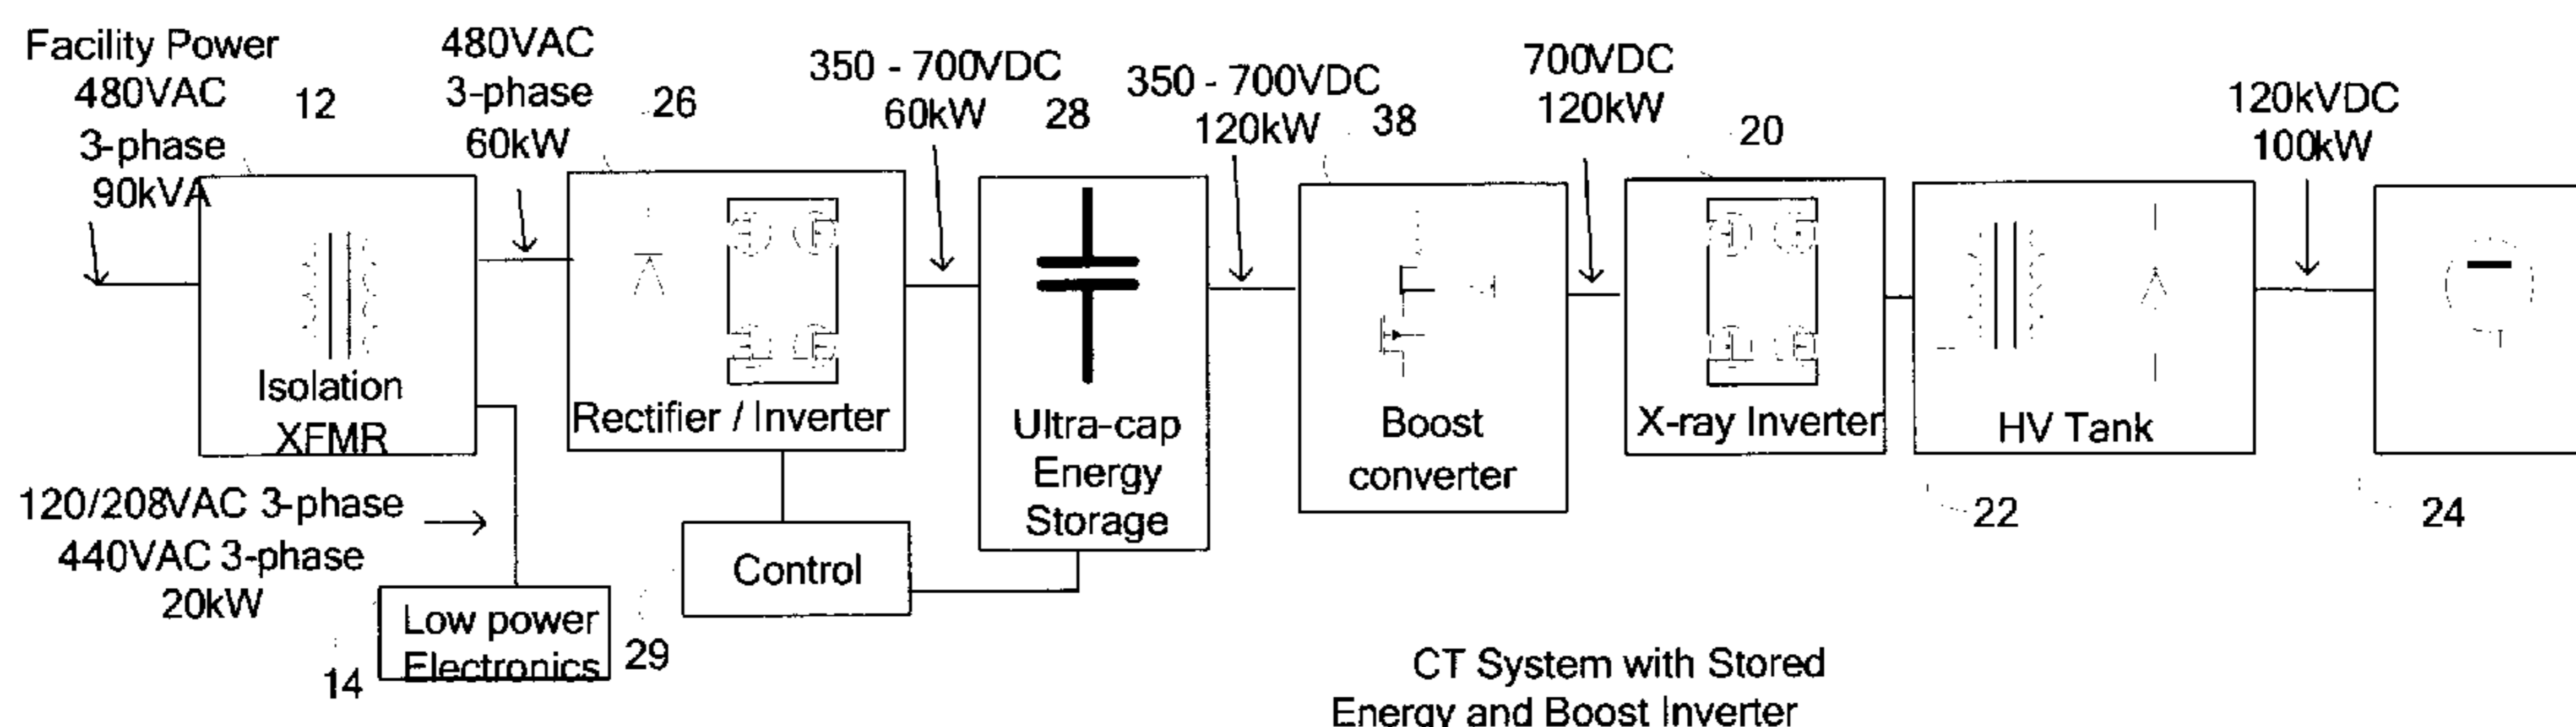 Facility Power
480VAC
3-phase
90kVA
12
480VAC
3-phase
60kW
26
350 - 700VDC
60kW
28
350 - 700VDC
120kW
38
700VDC
120kW
20
120kVDC
100kW
Isolation
XFMR
Rectifier / Inverter
Ultra-cap
Energy
Storage
Boost
converter
X-ray Inverter
HV Tank
22
24
120/208VAC 3-phase
440VAC 3-phase
20kW
Control
Low power
Electronics
29
14
CT System with Stored
Energy and Boost Inverter